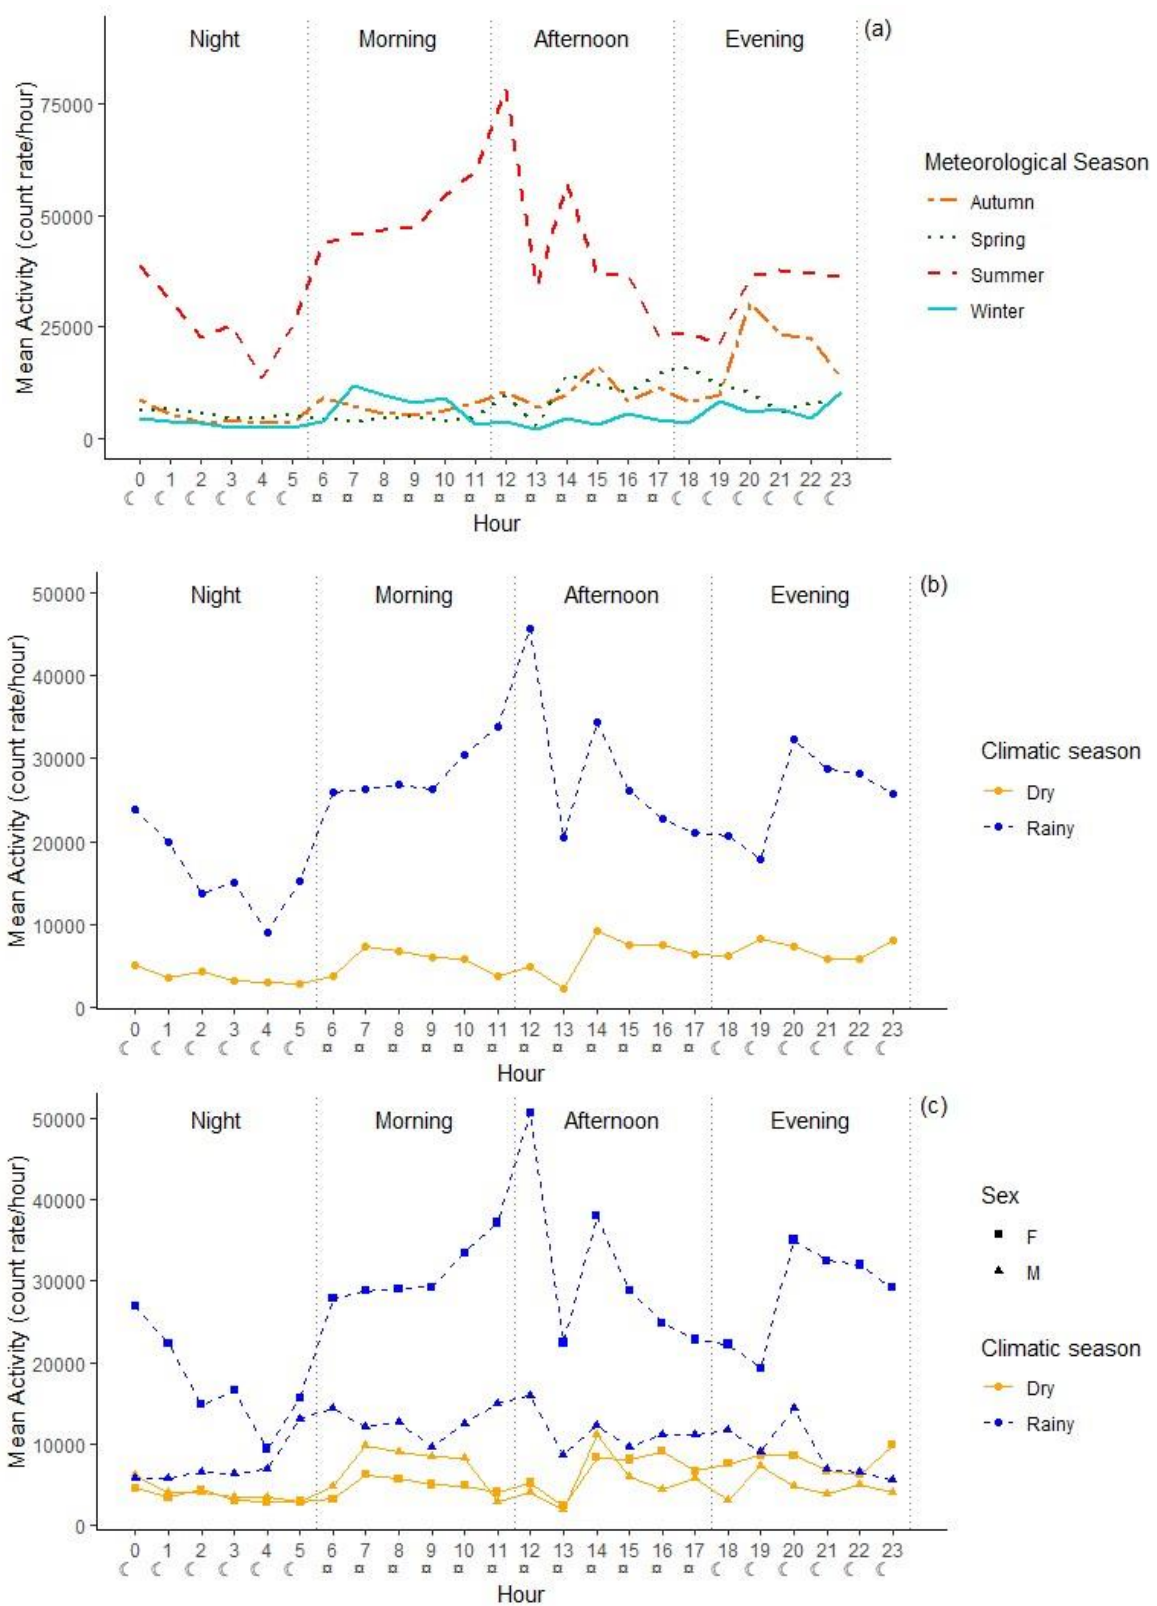 (a)
Night Morning Afternoon Evening
Mean Activity (count rate/hour)
75000
50000
25000
0
0 1 2 3 4 5 6 7 8 9 10 11 12 13 14 15 16 17 18 19 20 21 22 23
☾ ☾ ☾ ☾ ☾ ☾ ¤ ¤ ¤ ¤ ¤ ¤ ¤ ¤ ¤ ¤ ¤ ¤ ☾ ☾ ☾ ☾ ☾ ☾
Hour
Meteorological Season
Autumn
Spring
Summer
Winter
(b)
Night Morning Afternoon Evening
Mean Activity (count rate/hour)
50000
40000
30000
20000
10000
0
0 1 2 3 4 5 6 7 8 9 10 11 12 13 14 15 16 17 18 19 20 21 22 23
☾ ☾ ☾ ☾ ☾ ☾ ¤ ¤ ¤ ¤ ¤ ¤ ¤ ¤ ¤ ¤ ¤ ¤ ☾ ☾ ☾ ☾ ☾ ☾
Hour
Climatic season
Dry
Rainy
(c)
Night Morning Afternoon Evening
Mean Activity (count rate/hour)
50000
40000
30000
20000
10000
0
0 1 2 3 4 5 6 7 8 9 10 11 12 13 14 15 16 17 18 19 20 21 22 23
☾ ☾ ☾ ☾ ☾ ☾ ¤ ¤ ¤ ¤ ¤ ¤ ¤ ¤ ¤ ¤ ¤ ¤ ☾ ☾ ☾ ☾ ☾ ☾
Hour
Sex
F
M
Climatic season
Dry
Rainy